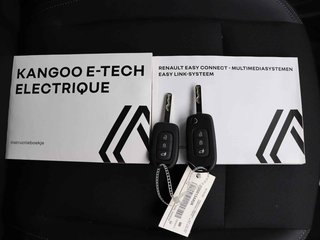 KANGOO E-TECH
ELECTRIQUE
instructieboekje
RENAULT EASY CONNECT - MULTIMEDIASYSTEMEN
EASY LINK-SYSTEEM